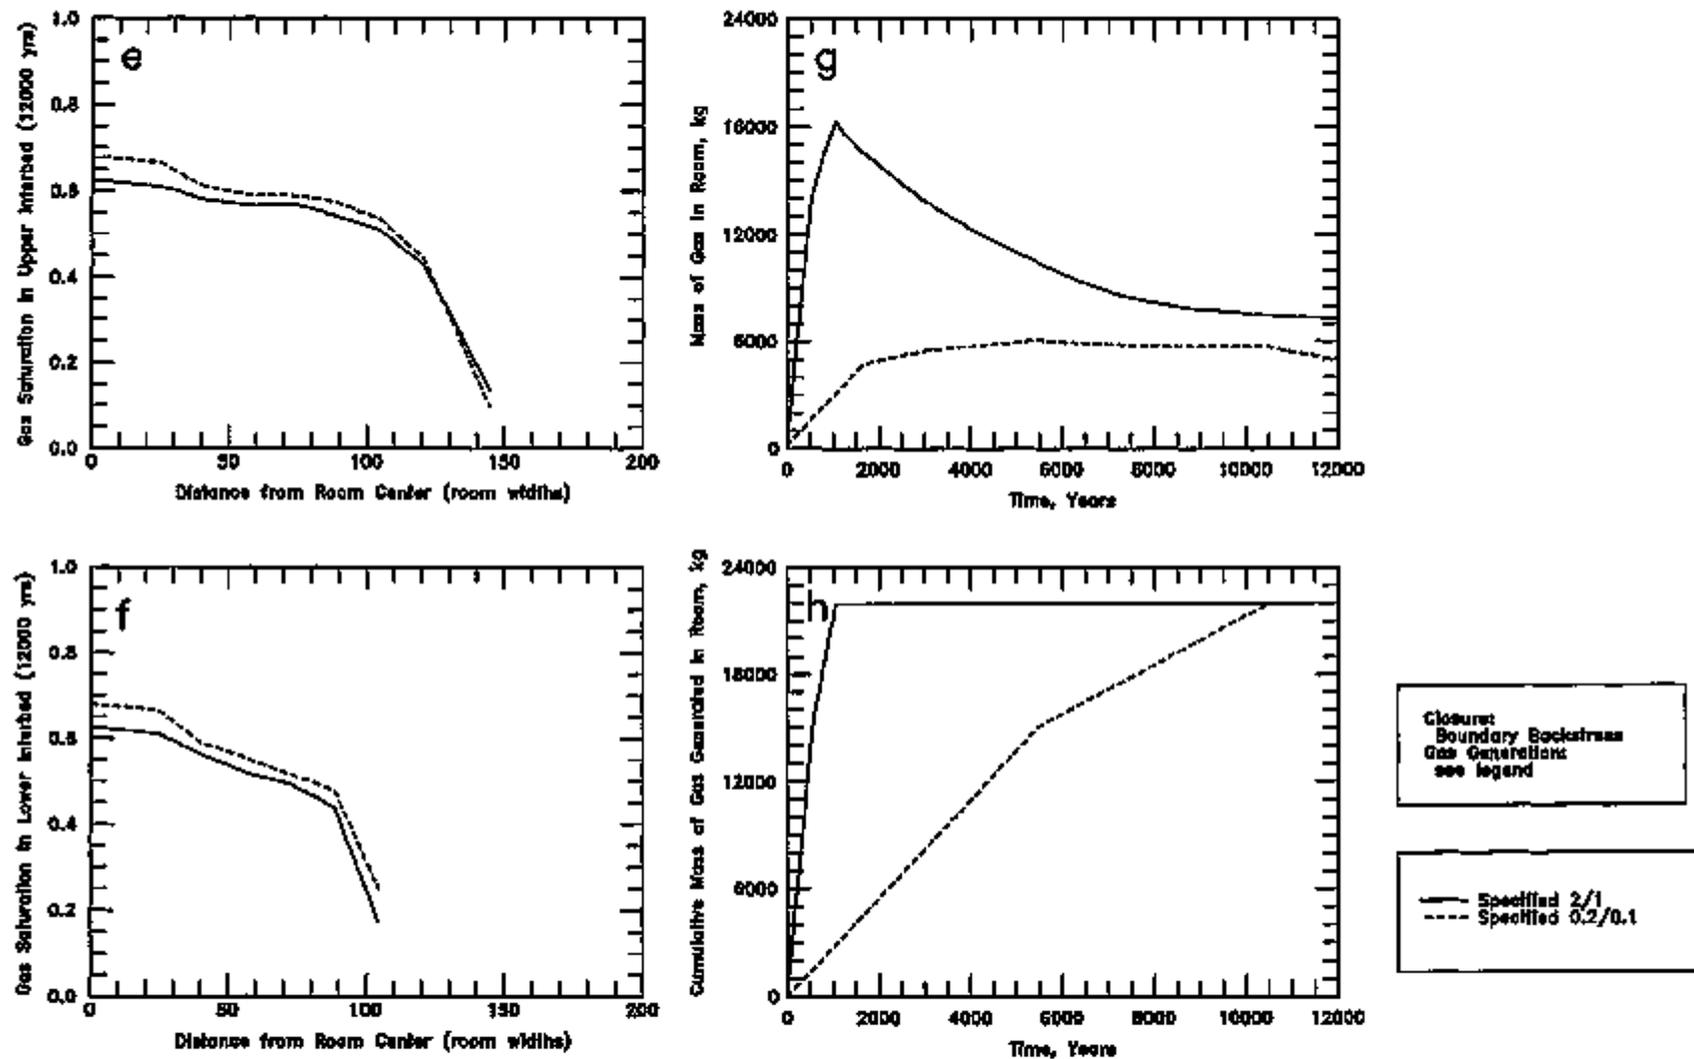 e
Gas Saturation in Upper Interbed (12000 yrs)
1.0
0.8
0.6
0.4
0.2
0.0
0 50 100 150 200
Distance from Room Center (room widths)
g
Mass of Gas in Room, kg
24000
18000
12000
6000
0
0 2000 4000 6000 8000 10000 12000
Time, Years
f
Gas Saturation in Lower Interbed (12000 yrs)
1.0
0.8
0.6
0.4
0.2
0.0
0 50 100 150 200
Distance from Room Center (room widths)
h
Cumulative Mass of Gas Generated in Room, kg
24000
18000
12000
6000
0
0 2000 4000 6000 8000 10000 12000
Time, Years
Closure:
Boundary Backstress
Gas Generation:
see legend
Specified 2/1
Specified 0.2/0.1